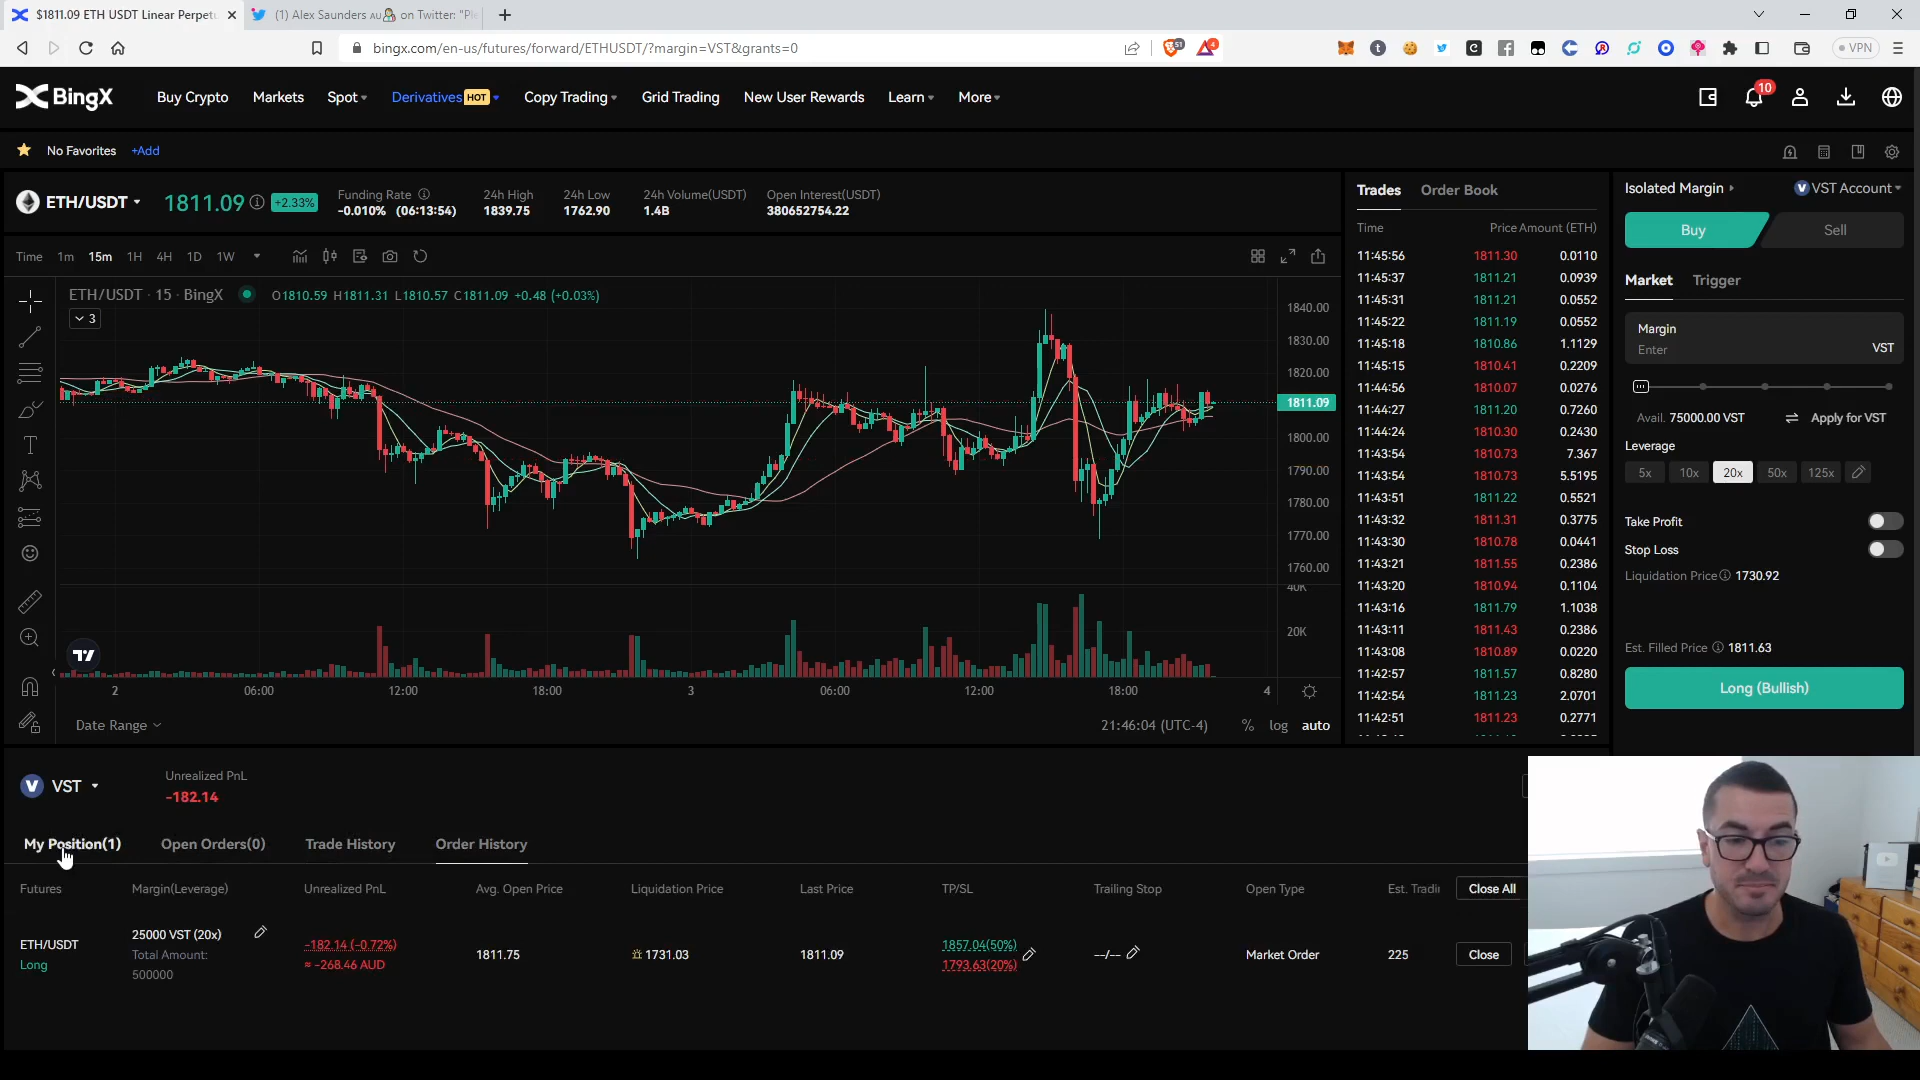 $1811.09 ETH USDT Linear Perpetu
(1) Alex Saunders AU on Twitter: "Ple
bingx.com/en-us/futures/forward/ETHUSDT/?margin=VST&grants=0
51
4
VPN
BingX
Buy Crypto
Markets
Spot
Derivatives HOT
Copy Trading
Grid Trading
New User Rewards
Learn
More
10
No Favorites +Add
ETH/USDT
1811.09
+2.33%
Funding Rate
-0.010% (06:13:54)
24h High
1839.75
24h Low
1762.90
24h Volume(USDT)
1.4B
Open Interest(USDT)
380652754.22
Time 1m 15m 1H 4H 1D 1W
ETH/USDT · 15 · BingX
O1810.59 H1811.31 L1810.57 C1811.09 +0.48 (+0.03%)
3
1840.00
1830.00
1820.00
1811.09
1800.00
1790.00
1780.00
1770.00
1760.00
40K
20K
2 06:00 12:00 18:00 3 06:00 12:00 18:00 4
Date Range
21:46:04 (UTC-4) % log auto
Trades
Order Book
Time Price Amount (ETH)
11:45:56 1811.30 0.0110
11:45:37 1811.21 0.0939
11:45:31 1811.21 0.0552
11:45:22 1811.19 0.0552
11:45:18 1810.86 1.1129
11:45:15 1810.41 0.2209
11:44:56 1810.07 0.0276
11:44:27 1811.20 0.7260
11:44:24 1810.30 0.2430
11:43:54 1810.73 7.367
11:43:54 1810.73 5.5195
11:43:51 1811.22 0.5521
11:43:32 1811.31 0.3775
11:43:30 1810.78 0.0441
11:43:21 1811.55 0.2386
11:43:20 1810.94 0.1104
11:43:16 1811.79 1.1038
11:43:11 1811.43 0.2386
11:43:08 1810.89 0.0220
11:42:57 1811.57 0.8280
11:42:54 1811.23 2.0701
11:42:51 1811.23 0.2771
Isolated Margin
VST Account
Buy
Sell
Market
Trigger
Margin
Enter
VST
Avail. 75000.00 VST
Apply for VST
Leverage
5x 10x 20x 50x 125x
Take Profit
Stop Loss
Liquidation Price 1730.92
Est. Filled Price 1811.63
Long (Bullish)
VST
Unrealized PnL
-182.14
My Position(1)
Open Orders(0)
Trade History
Order History
Futures
Margin(Leverage)
Unrealized PnL
Avg. Open Price
Liquidation Price
Last Price
TP/SL
Trailing Stop
Open Type
Est. Tradi
Close All
ETH/USDT
Long
25000 VST (20x)
Total Amount:
500000
-182.14 (-0.72%)
≈ -268.46 AUD
1811.75
1731.03
1811.09
1857.04(50%)
1793.63(20%)
--/--
Market Order
225
Close